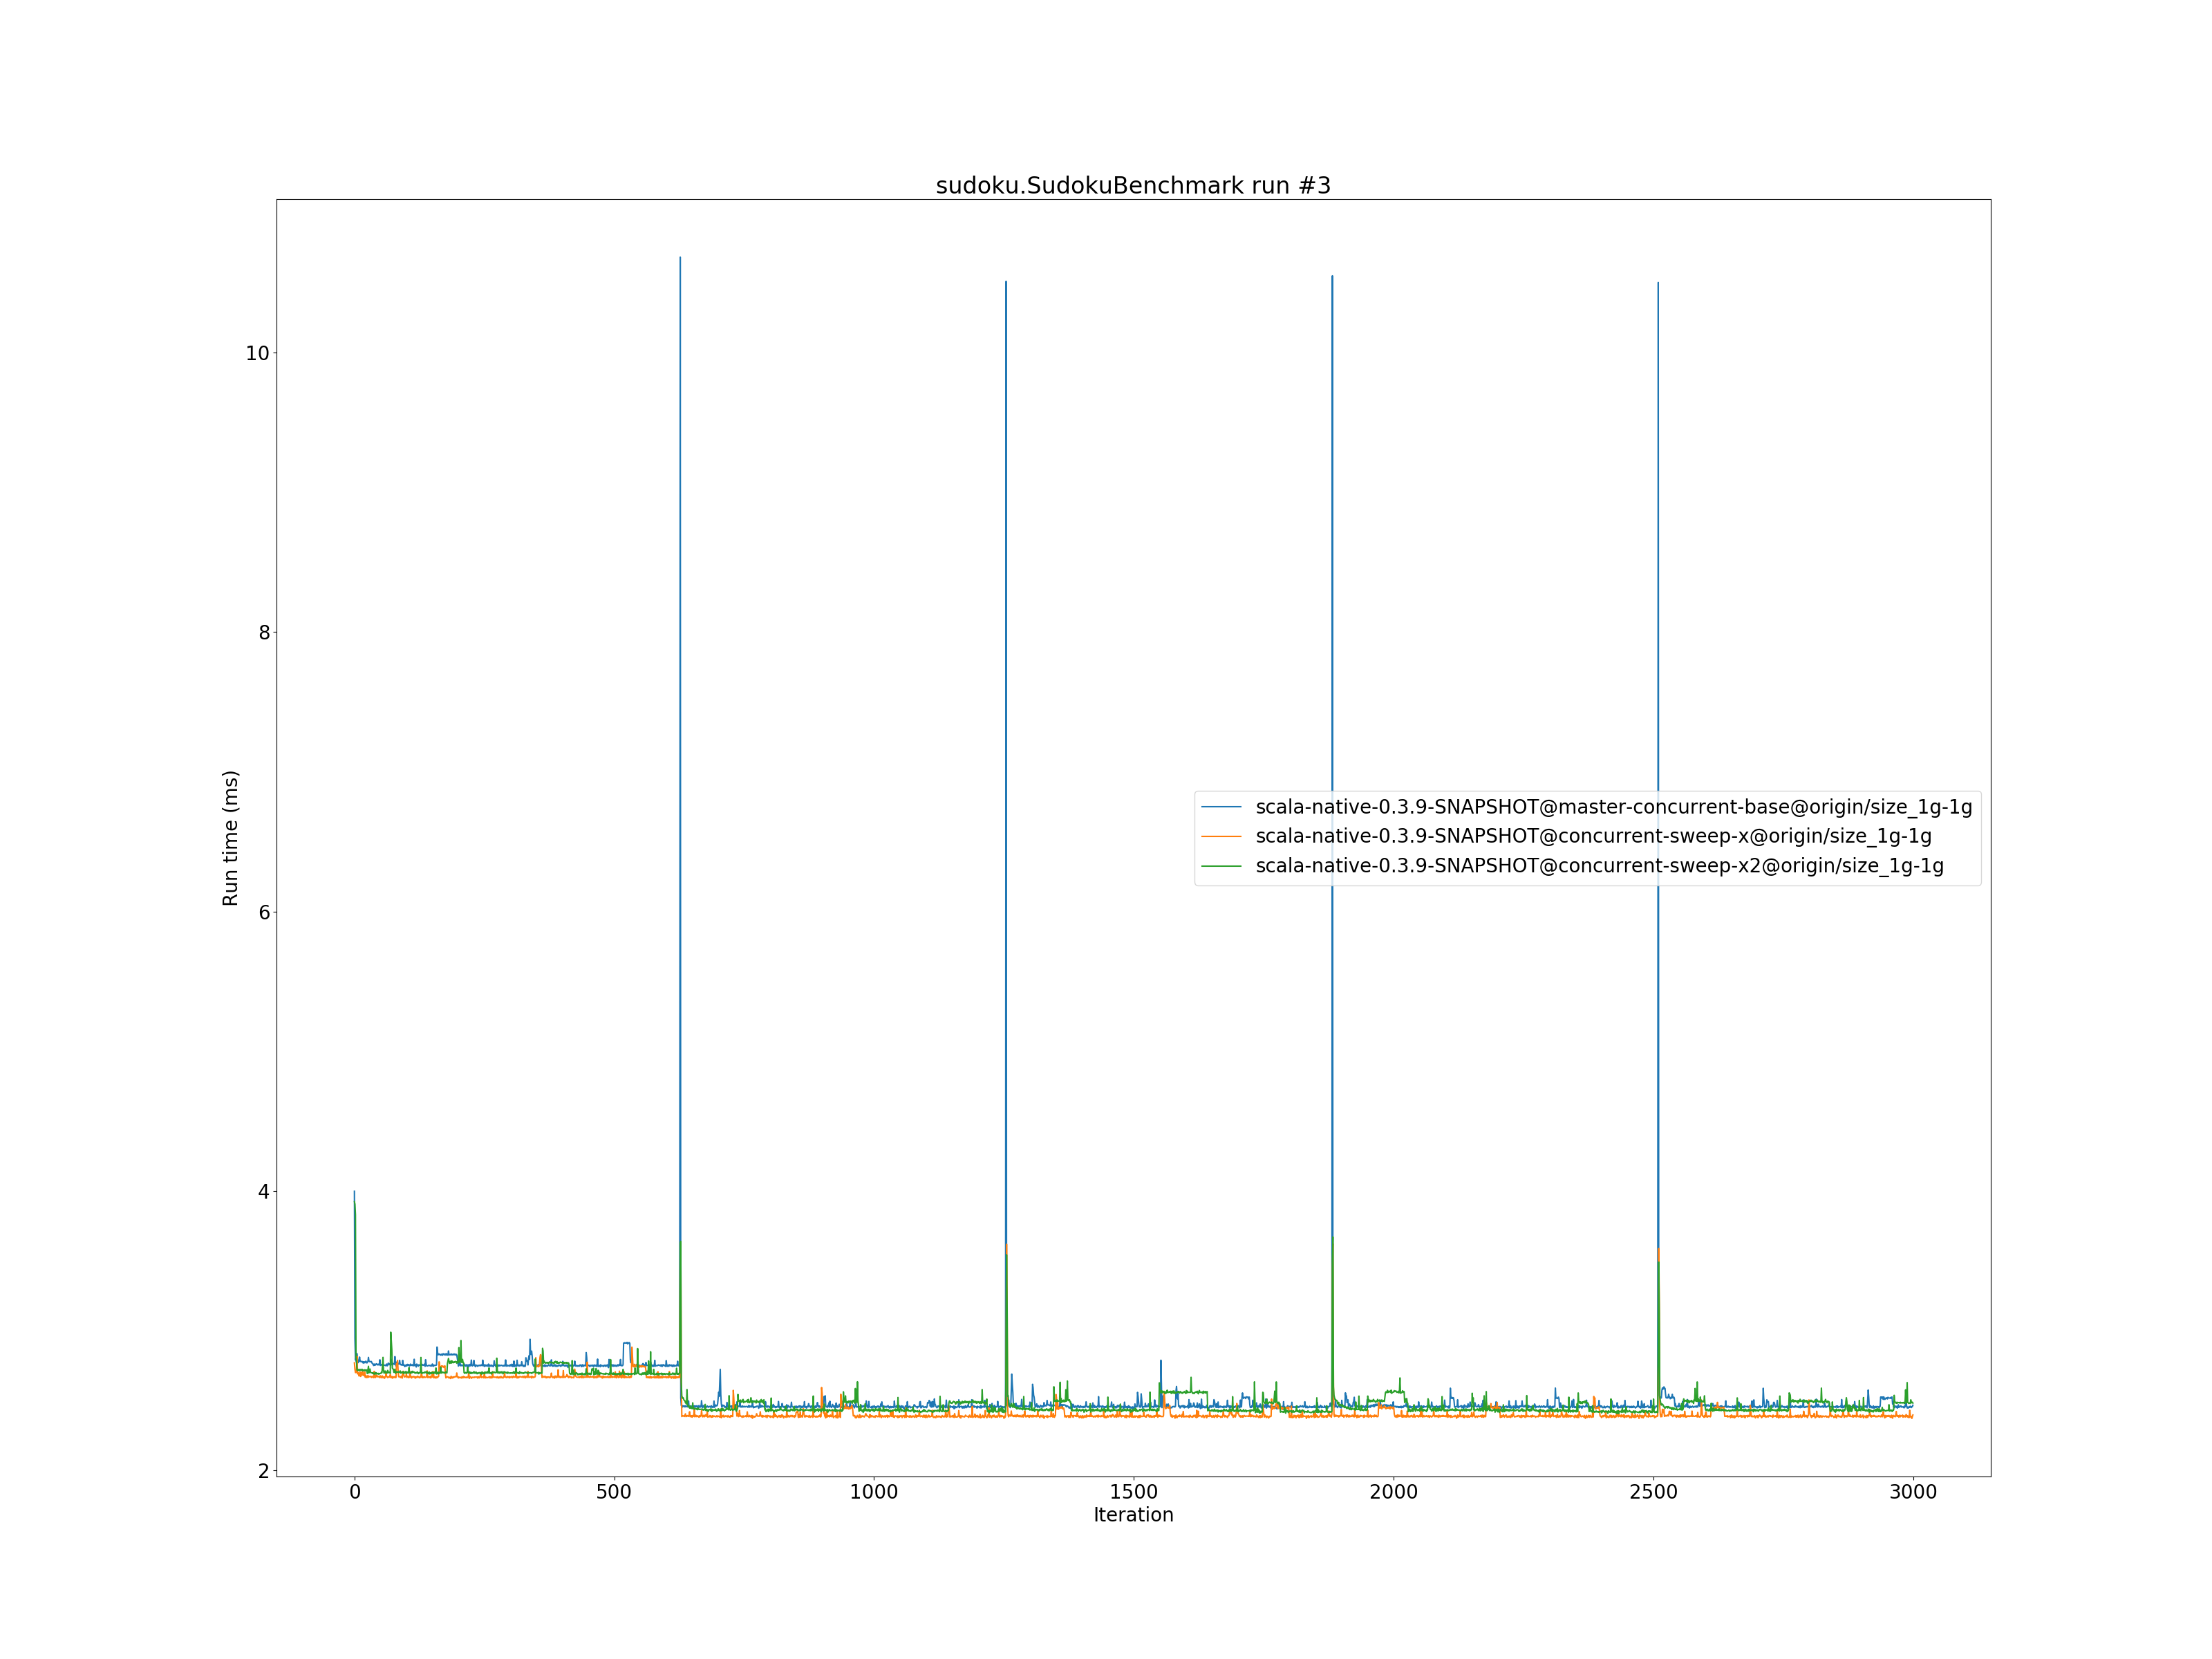 sudoku.SudokuBenchmark run #3
10
8
6
4
2
Run time (ms)
scala-native-0.3.9-SNAPSHOT@master-concurrent-base@origin/size_1g-1g
scala-native-0.3.9-SNAPSHOT@concurrent-sweep-x@origin/size_1g-1g
scala-native-0.3.9-SNAPSHOT@concurrent-sweep-x2@origin/size_1g-1g
0 500 1000 1500 2000 2500 3000
Iteration